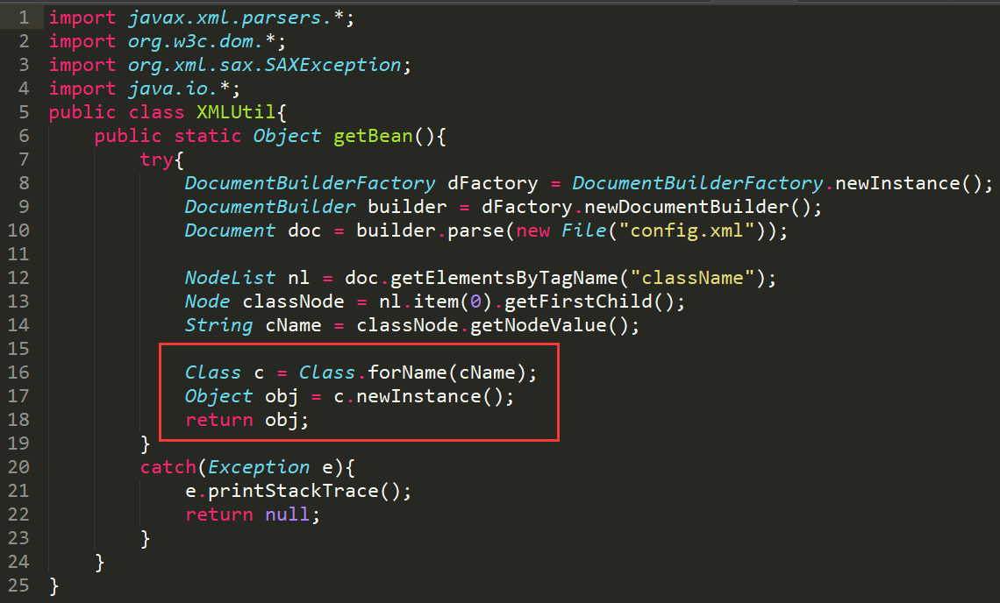 1 import javax.xml.parsers.*;
2 import org.w3c.dom.*;
3 import org.xml.sax.SAXException;
4 import java.io.*;
5 public class XMLUtil{
6     public static Object getBean(){
7         try{
8             DocumentBuilderFactory dFactory = DocumentBuilderFactory.newInstance();
9             DocumentBuilder builder = dFactory.newDocumentBuilder();
10             Document doc = builder.parse(new File("config.xml"));
11
12             NodeList nl = doc.getElementsByTagName("className");
13             Node classNode = nl.item(0).getFirstChild();
14             String cName = classNode.getNodeValue();
15
16             Class c = Class.forName(cName);
17             Object obj = c.newInstance();
18             return obj;
19         }
20         catch(Exception e){
21             e.printStackTrace();
22             return null;
23         }
24     }
25 }